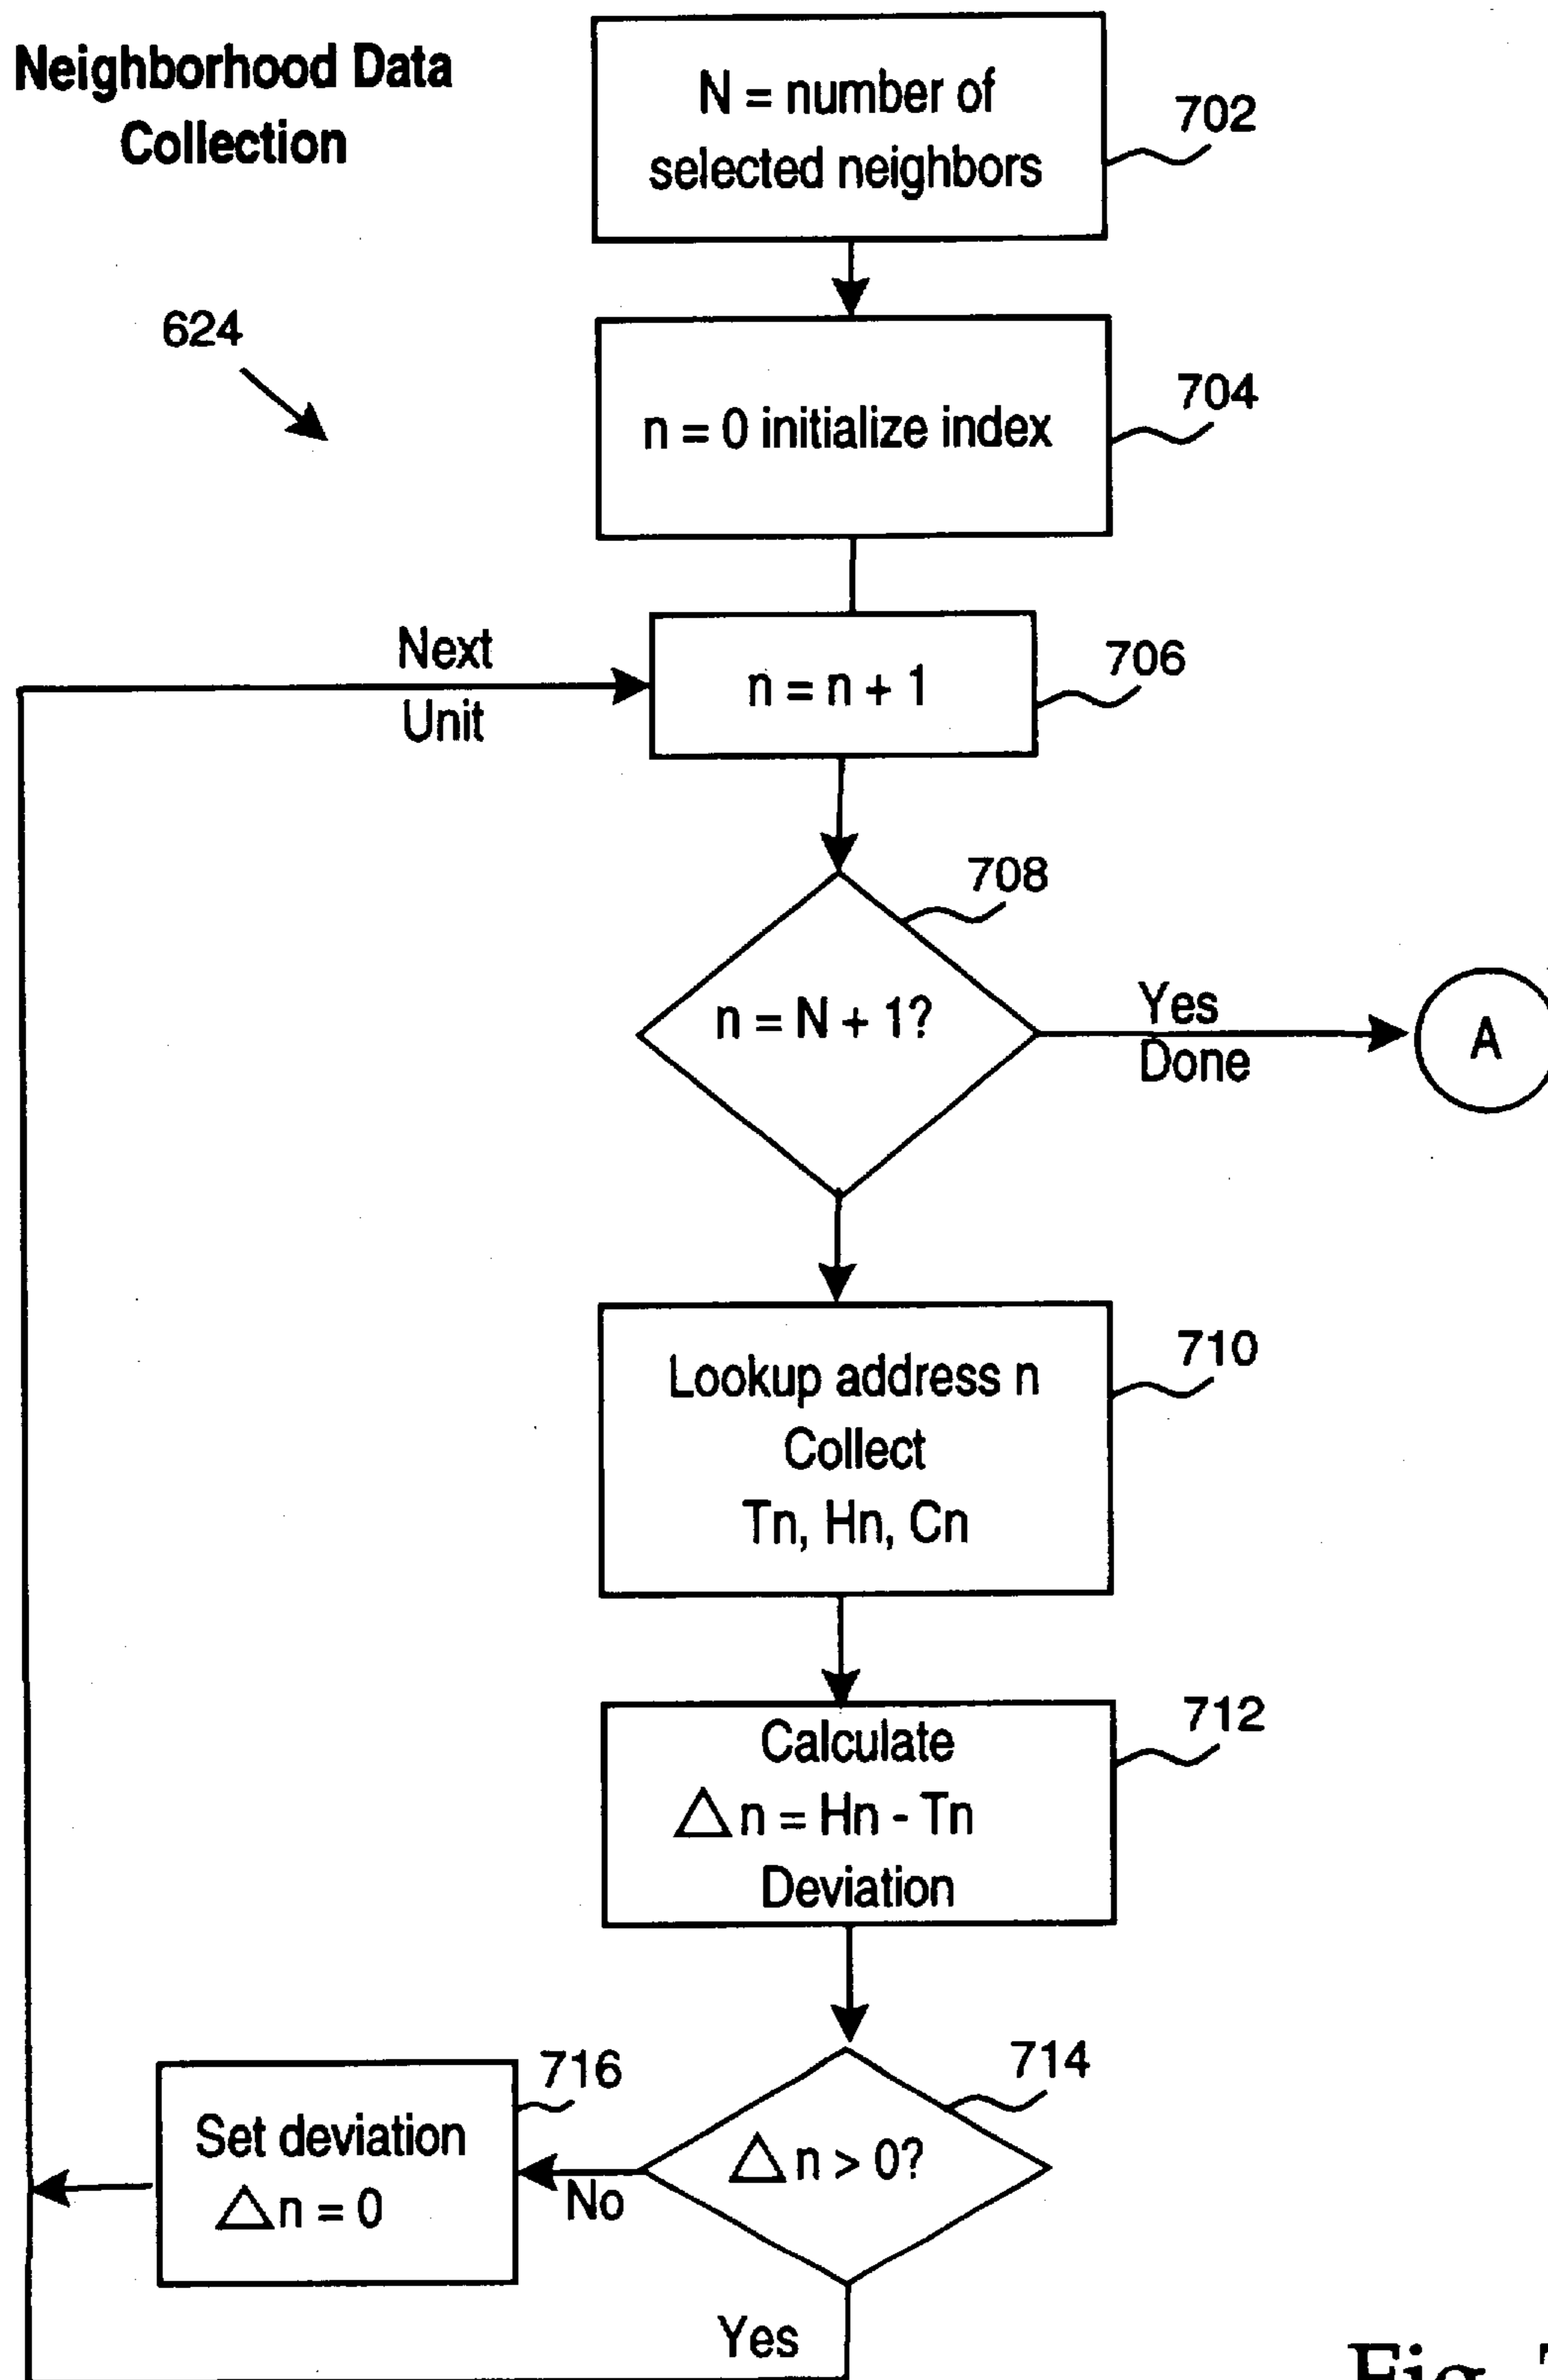 Neighborhood Data
Collection
N = number of
selected neighbors
702
624
n = 0 initialize index
704
Next
Unit
n = n + 1
706
708
n = N + 1?
Yes
Done
A
Lookup address n
Collect
Tn, Hn, Cn
710
Calculate
△n = Hn - Tn
Deviation
712
714
△n > 0?
No
716
Set deviation
△n = 0
Yes
Fig.